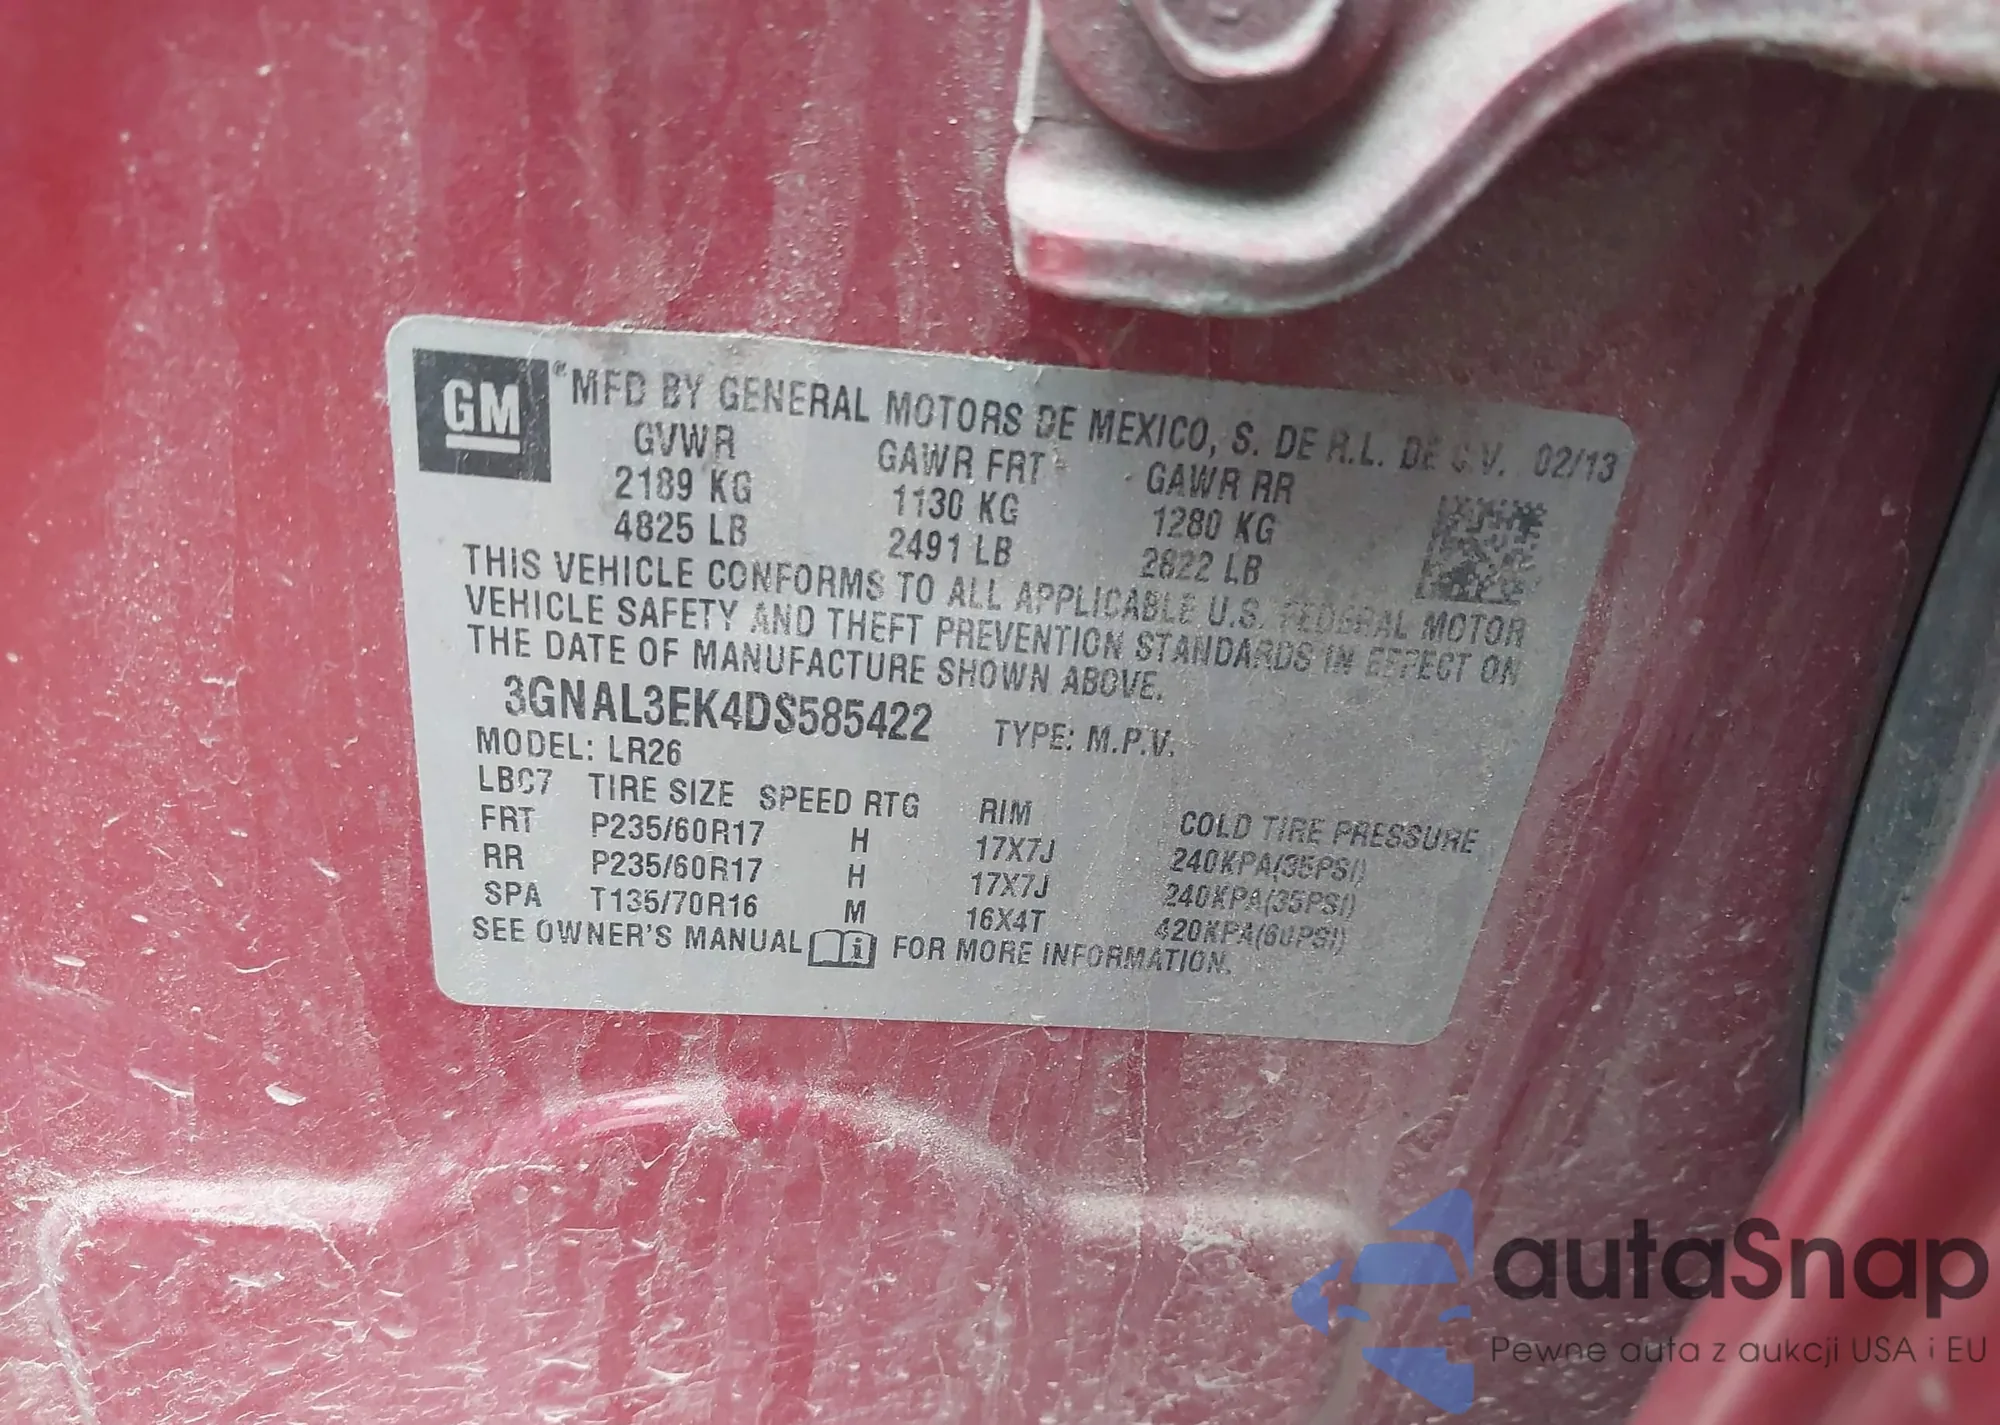 GM ® MFD BY GENERAL MOTORS DE MEXICO, S. DE R.L. DE C.V. 02/13
GVWR GAWR FRT GAWR RR
2189 KG 1130 KG 1280 KG
4825 LB 2491 LB 2822 LB
THIS VEHICLE CONFORMS TO ALL APPLICABLE U.S. FEDERAL MOTOR
VEHICLE SAFETY AND THEFT PREVENTION STANDARDS IN EFFECT ON
THE DATE OF MANUFACTURE SHOWN ABOVE.
3GNAL3EK4DS585422 TYPE: M.P.V.
MODEL: LR26
LBC7 TIRE SIZE SPEED RTG RIM COLD TIRE PRESSURE
FRT P235/60R17 H 17X7J 240KPA(35PSI)
RR P235/60R17 H 17X7J 240KPA(35PSI)
SPA T135/70R16 M 16X4T 420KPA(60PSI)
SEE OWNER'S MANUAL i FOR MORE INFORMATION.
autaSnap
Pewne auta z aukcji USA i EU